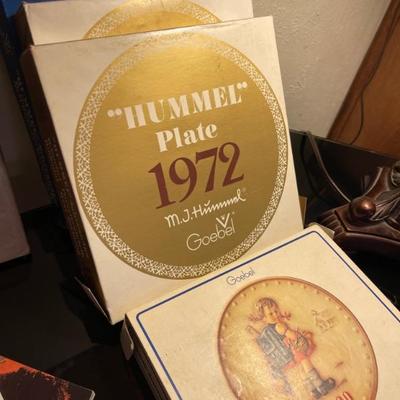 "HUMMEL"
Plate
1972
M.J.Hummel®
Goebel
Goebel